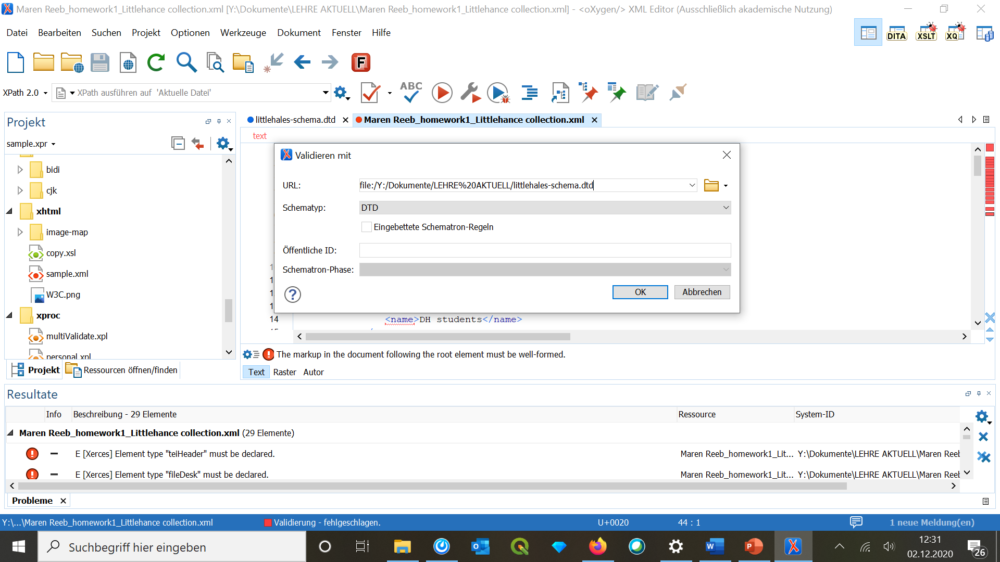 Maren Reeb_homework1_Littlehance collection.xml [Y:\Dokumente\LEHRE AKTUELL\Maren Reeb_homework1_Littlehance collection.xml] - <oXygen/> XML Editor (Ausschließlich akademische Nutzung)
Datei Bearbeiten Suchen Projekt Optionen Werkzeuge Dokument Fenster Hilfe
DITA XSLT XQ
F
XPath 2.0 XPath ausführen auf 'Aktuelle Datei'
ABC
Projekt
littlehales-schema.dtd Maren Reeb_homework1_Littlehance collection.xml
sample.xpr
text
bidi
cjk
xhtml
image-map
copy.xsl
sample.xml
W3C.png
xproc
multiValidate.xpl
personal.xpl
Validieren mit
URL: file:/Y:/Dokumente/LEHRE%20AKTUELL/littlehales-schema.dtd
Schematyp: DTD
Eingebettete Schematron-Regeln
Öffentliche ID:
Schematron-Phase:
? OK Abbrechen
14 <name>DH students</name>
The markup in the document following the root element must be well-formed.
Text Raster Autor
Projekt Ressourcen öffnen/finden
Resultate
Info Beschreibung - 29 Elemente Ressource System-ID
Maren Reeb_homework1_Littlehance collection.xml (29 Elemente)
E [Xerces] Element type "teiHeader" must be declared. Maren Reeb_homework1_Lit... Y:\Dokumente\LEHRE AKTUELL\Maren Reeb
E [Xerces] Element type "fileDesk" must be declared. Maren Reeb_homework1_Lit... Y:\Dokumente\LEHRE AKTUELL\Maren Reeb
Probleme
Y:\...\Maren Reeb_homework1_Littlehance collection.xml Validierung - fehlgeschlagen. U+0020 44 : 1 1 neue Meldung(en)
Suchbegriff hier eingeben
12:31
02.12.2020
26